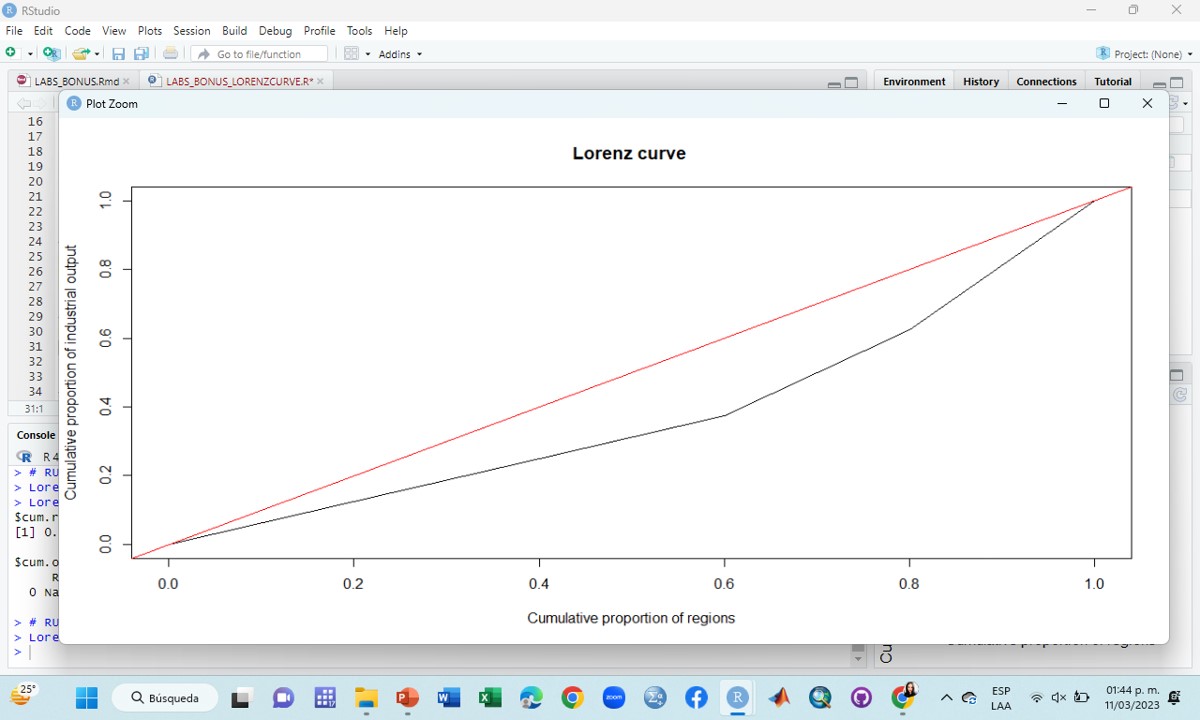 RStudio
File Edit Code View Plots Session Build Debug Profile Tools Help
Go to file/function
Addins
Project: (None)
LABS_BONUS.Rmd
LABS_BONUS_LORENZCURVE.R*
Environment History Connections Tutorial
Plot Zoom
16
17
18
19
20
21
22
23
24
25
26
27
28
29
30
31
32
33
34
31:1
Console
R 4
> # RU
> Lore
> Lore
$cum.r
[1] 0.
$cum.o
R
0 Na
> # RU
> Lore
>
Lorenz curve
Cumulative proportion of industrial output
1.0
0.8
0.6
0.4
0.2
0.0
0.0 0.2 0.4 0.6 0.8 1.0
Cumulative proportion of regions
Cu
25°
Búsqueda
zoom
ESP
LAA
01:44 p. m.
11/03/2023